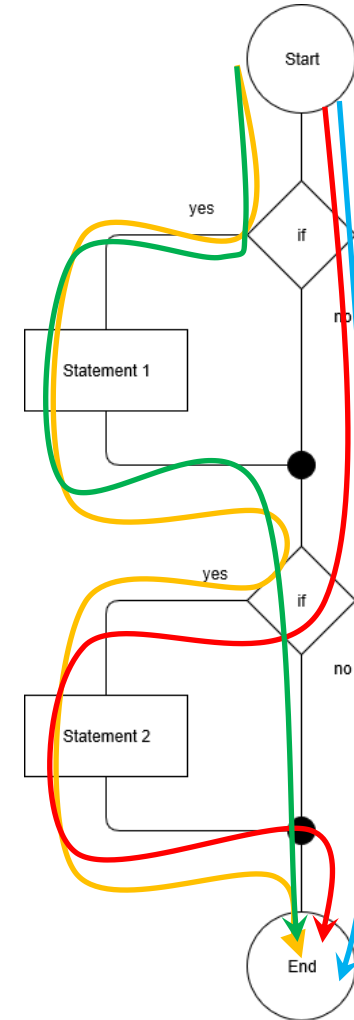 Start
yes
if
no
Statement 1
yes
if
no
Statement 2
End